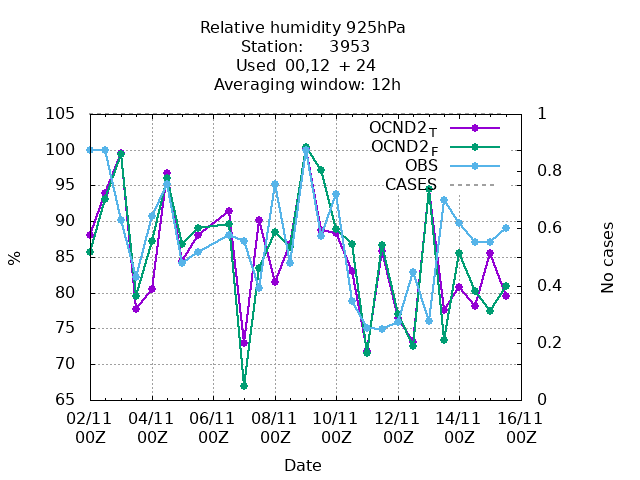 Relative humidity 925hPa
Station: 3953
Used 00,12 + 24
Averaging window: 12h
105
100
95
90
85
80
75
70
65
%
1
0.8
0.6
0.4
0.2
0
No cases
OCND2T
OCND2F
OBS
CASES
02/11 04/11 06/11 08/11 10/11 12/11 14/11 16/11
00Z 00Z 00Z 00Z 00Z 00Z 00Z 00Z
Date